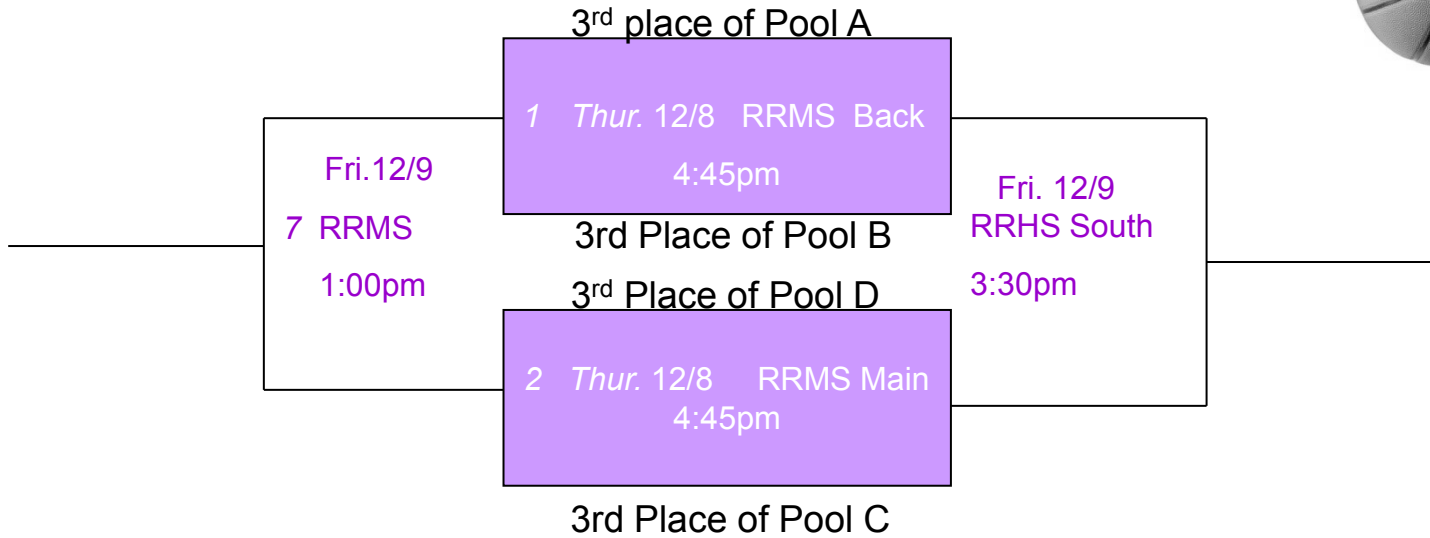 3rd place of Pool A
1 Thur. 12/8 RRMS Back
4:45pm
3rd Place of Pool B
Fri.12/9
7 RRMS
1:00pm
Fri. 12/9
RRHS South
3:30pm
3rd Place of Pool D
2 Thur. 12/8 RRMS Main
4:45pm
3rd Place of Pool C